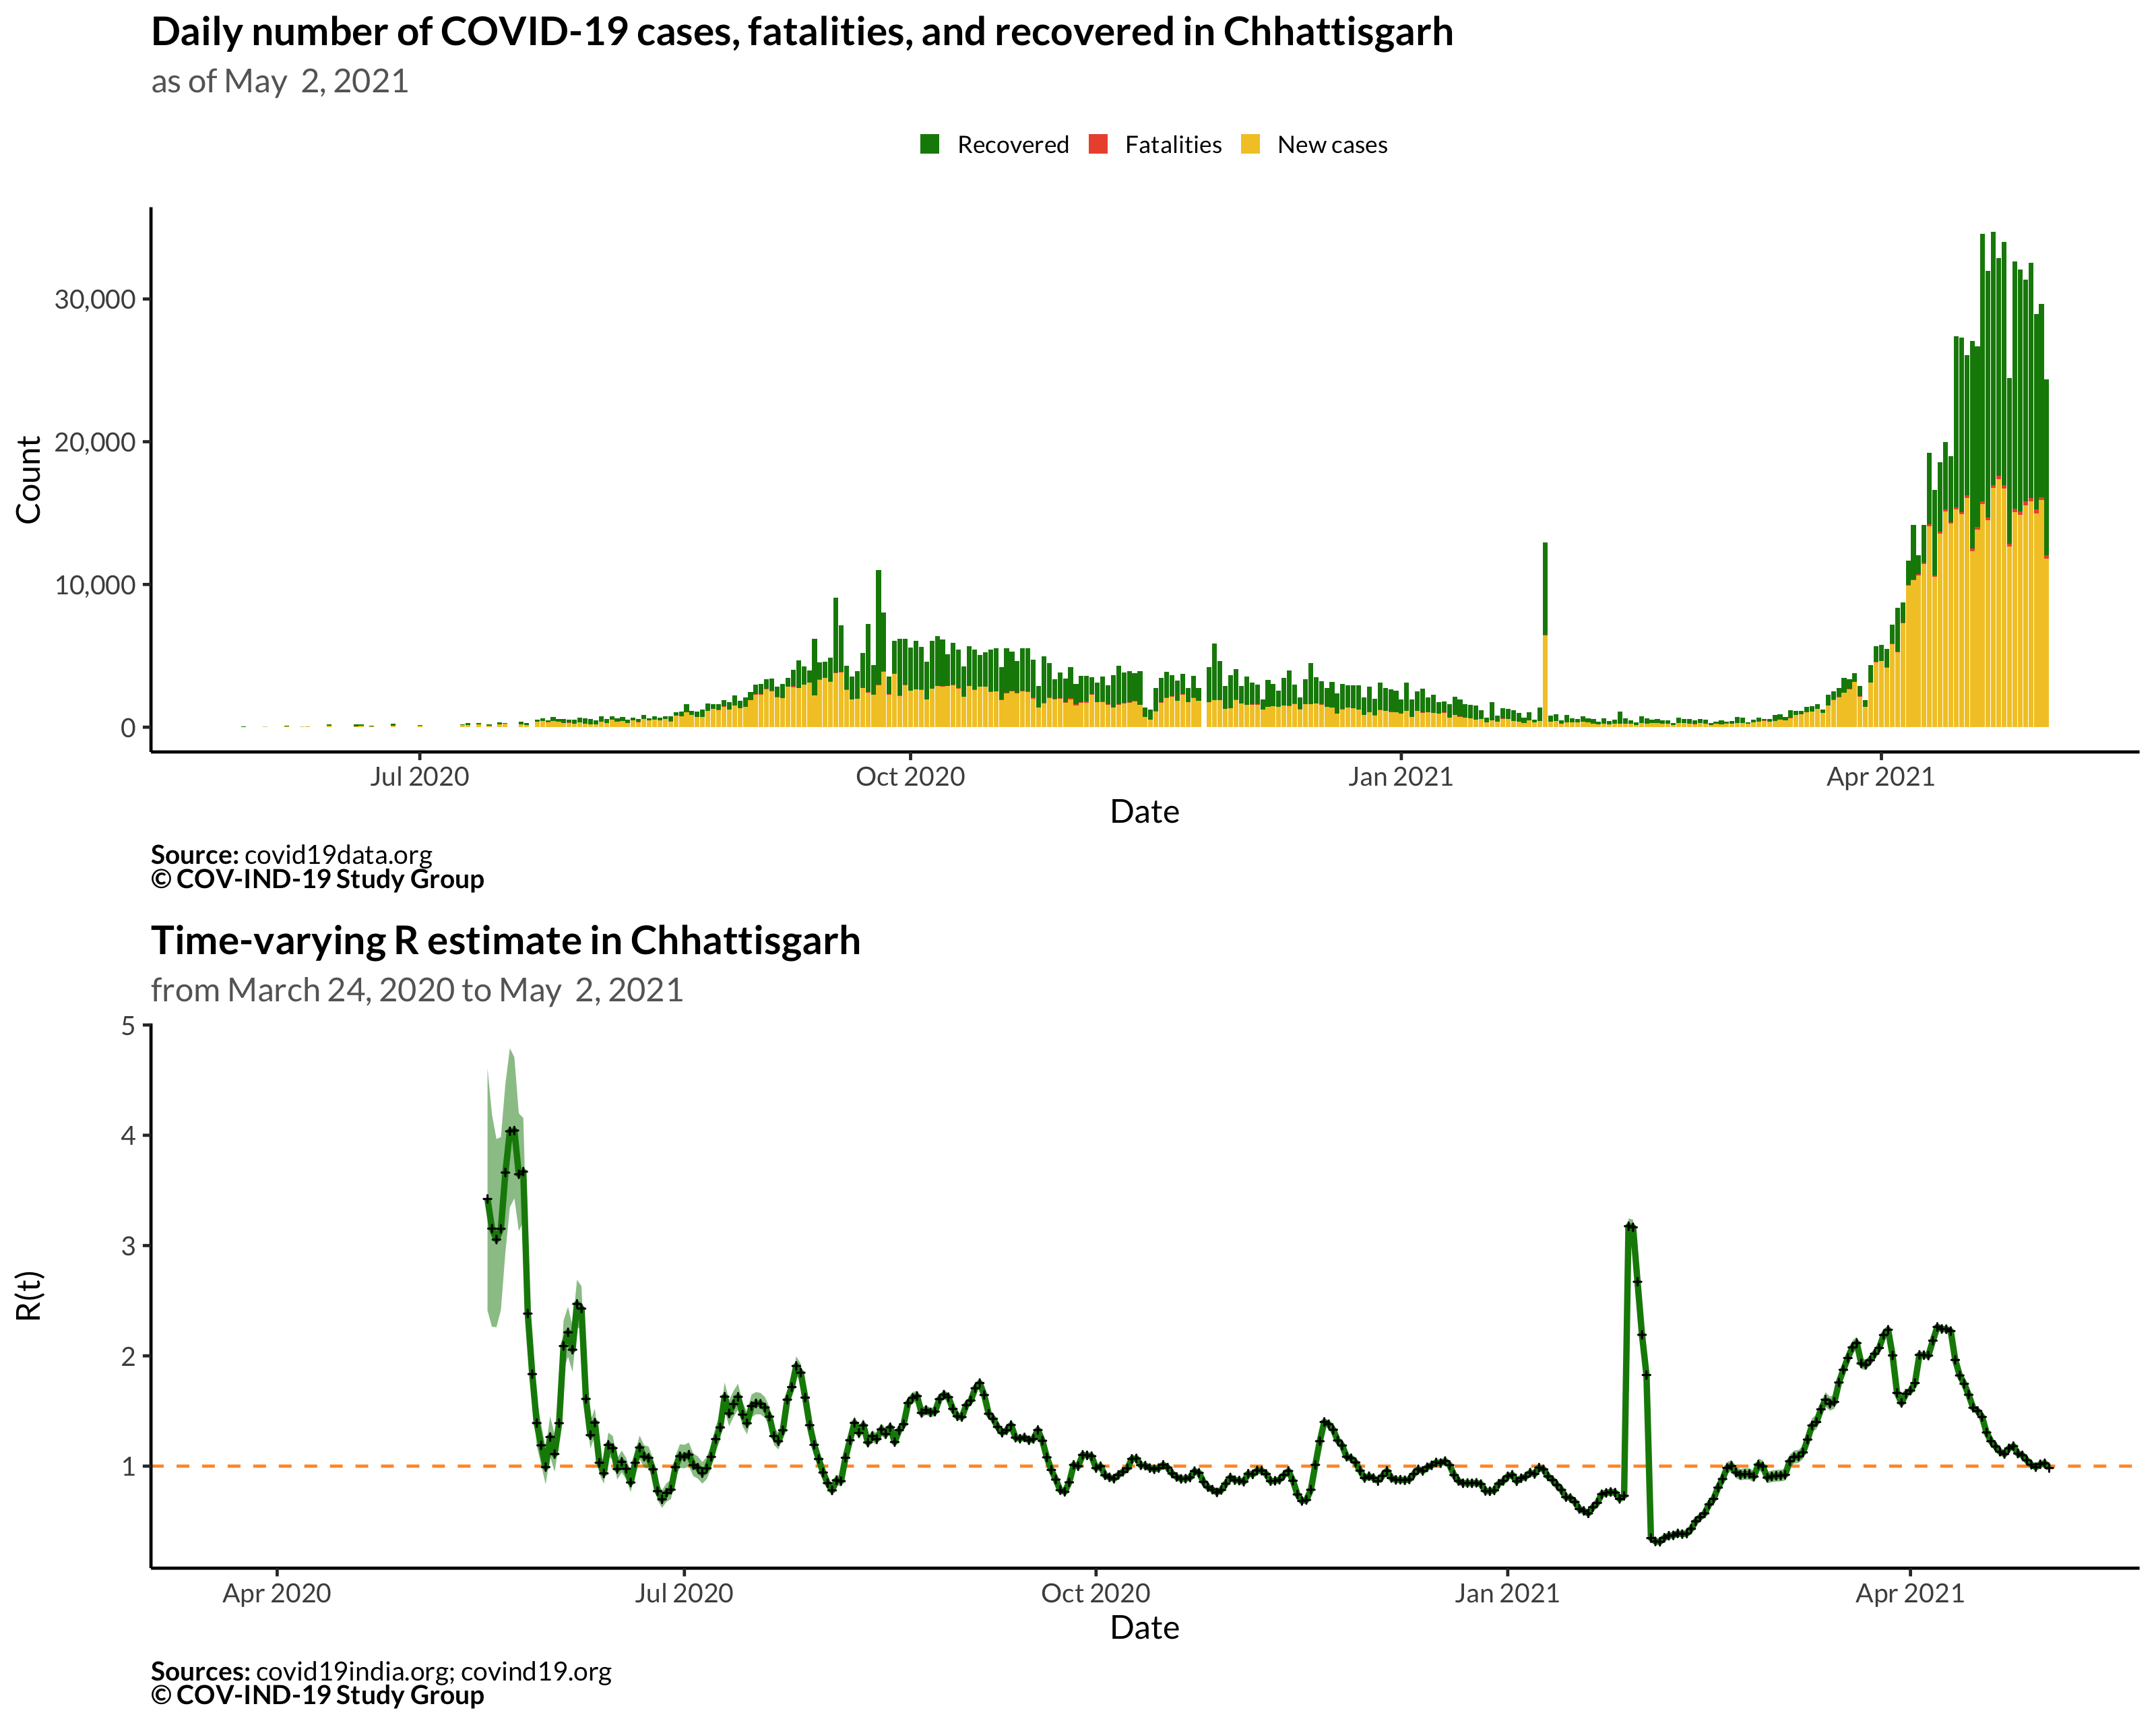 Daily number of COVID-19 cases, fatalities, and recovered in Chhattisgarh
as of May  2, 2021
Recovered Fatalities New cases
Count
30,000
20,000
10,000
0
Jul 2020 Oct 2020 Jan 2021 Apr 2021
Date
Source: covid19data.org
© COV-IND-19 Study Group
Time-varying R estimate in Chhattisgarh
from March 24, 2020 to May  2, 2021
R(t)
5
4
3
2
1
Apr 2020 Jul 2020 Oct 2020 Jan 2021 Apr 2021
Date
Sources: covid19india.org; covind19.org
© COV-IND-19 Study Group